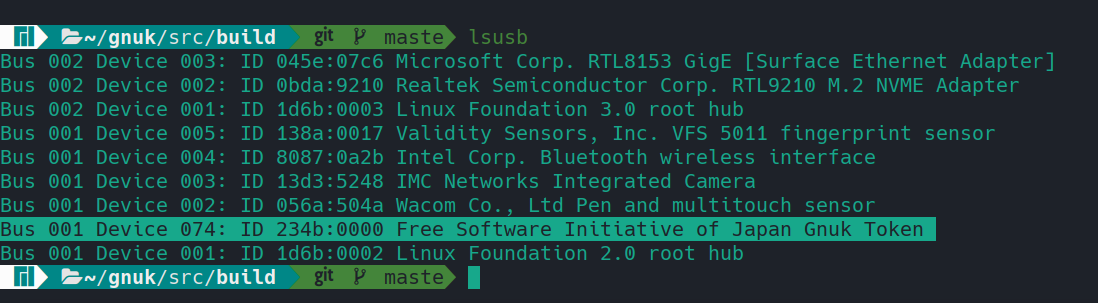 ~/gnuk/src/build git maste lsusb
Bus 002 Device 003: ID 045e:07c6 Microsoft Corp. RTL8153 GigE [Surface Ethernet Adapter]
Bus 002 Device 002: ID 0bda:9210 Realtek Semiconductor Corp. RTL9210 M.2 NVME Adapter
Bus 002 Device 001: ID 1d6b:0003 Linux Foundation 3.0 root hub
Bus 001 Device 005: ID 138a:0017 Validity Sensors, Inc. VFS 5011 fingerprint sensor
Bus 001 Device 004: ID 8087:0a2b Intel Corp. Bluetooth wireless interface
Bus 001 Device 003: ID 13d3:5248 IMC Networks Integrated Camera
Bus 001 Device 002: ID 056a:504a Wacom Co., Ltd Pen and multitouch sensor
Bus 001 Device 074: ID 234b:0000 Free Software Initiative of Japan Gnuk Token
Bus 001 Device 001: ID 1d6b:0002 Linux Foundation 2.0 root hub
~/gnuk/src/build git maste